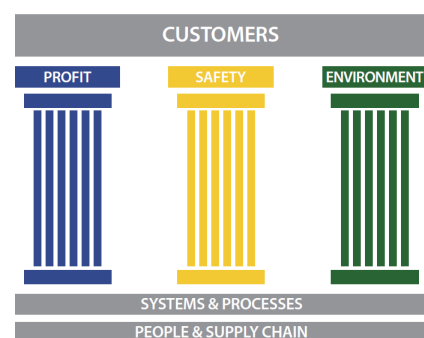 CUSTOMERS
PROFIT
SAFETY
ENVIRONMENT
SYSTEMS & PROCESSES
PEOPLE & SUPPLY CHAIN